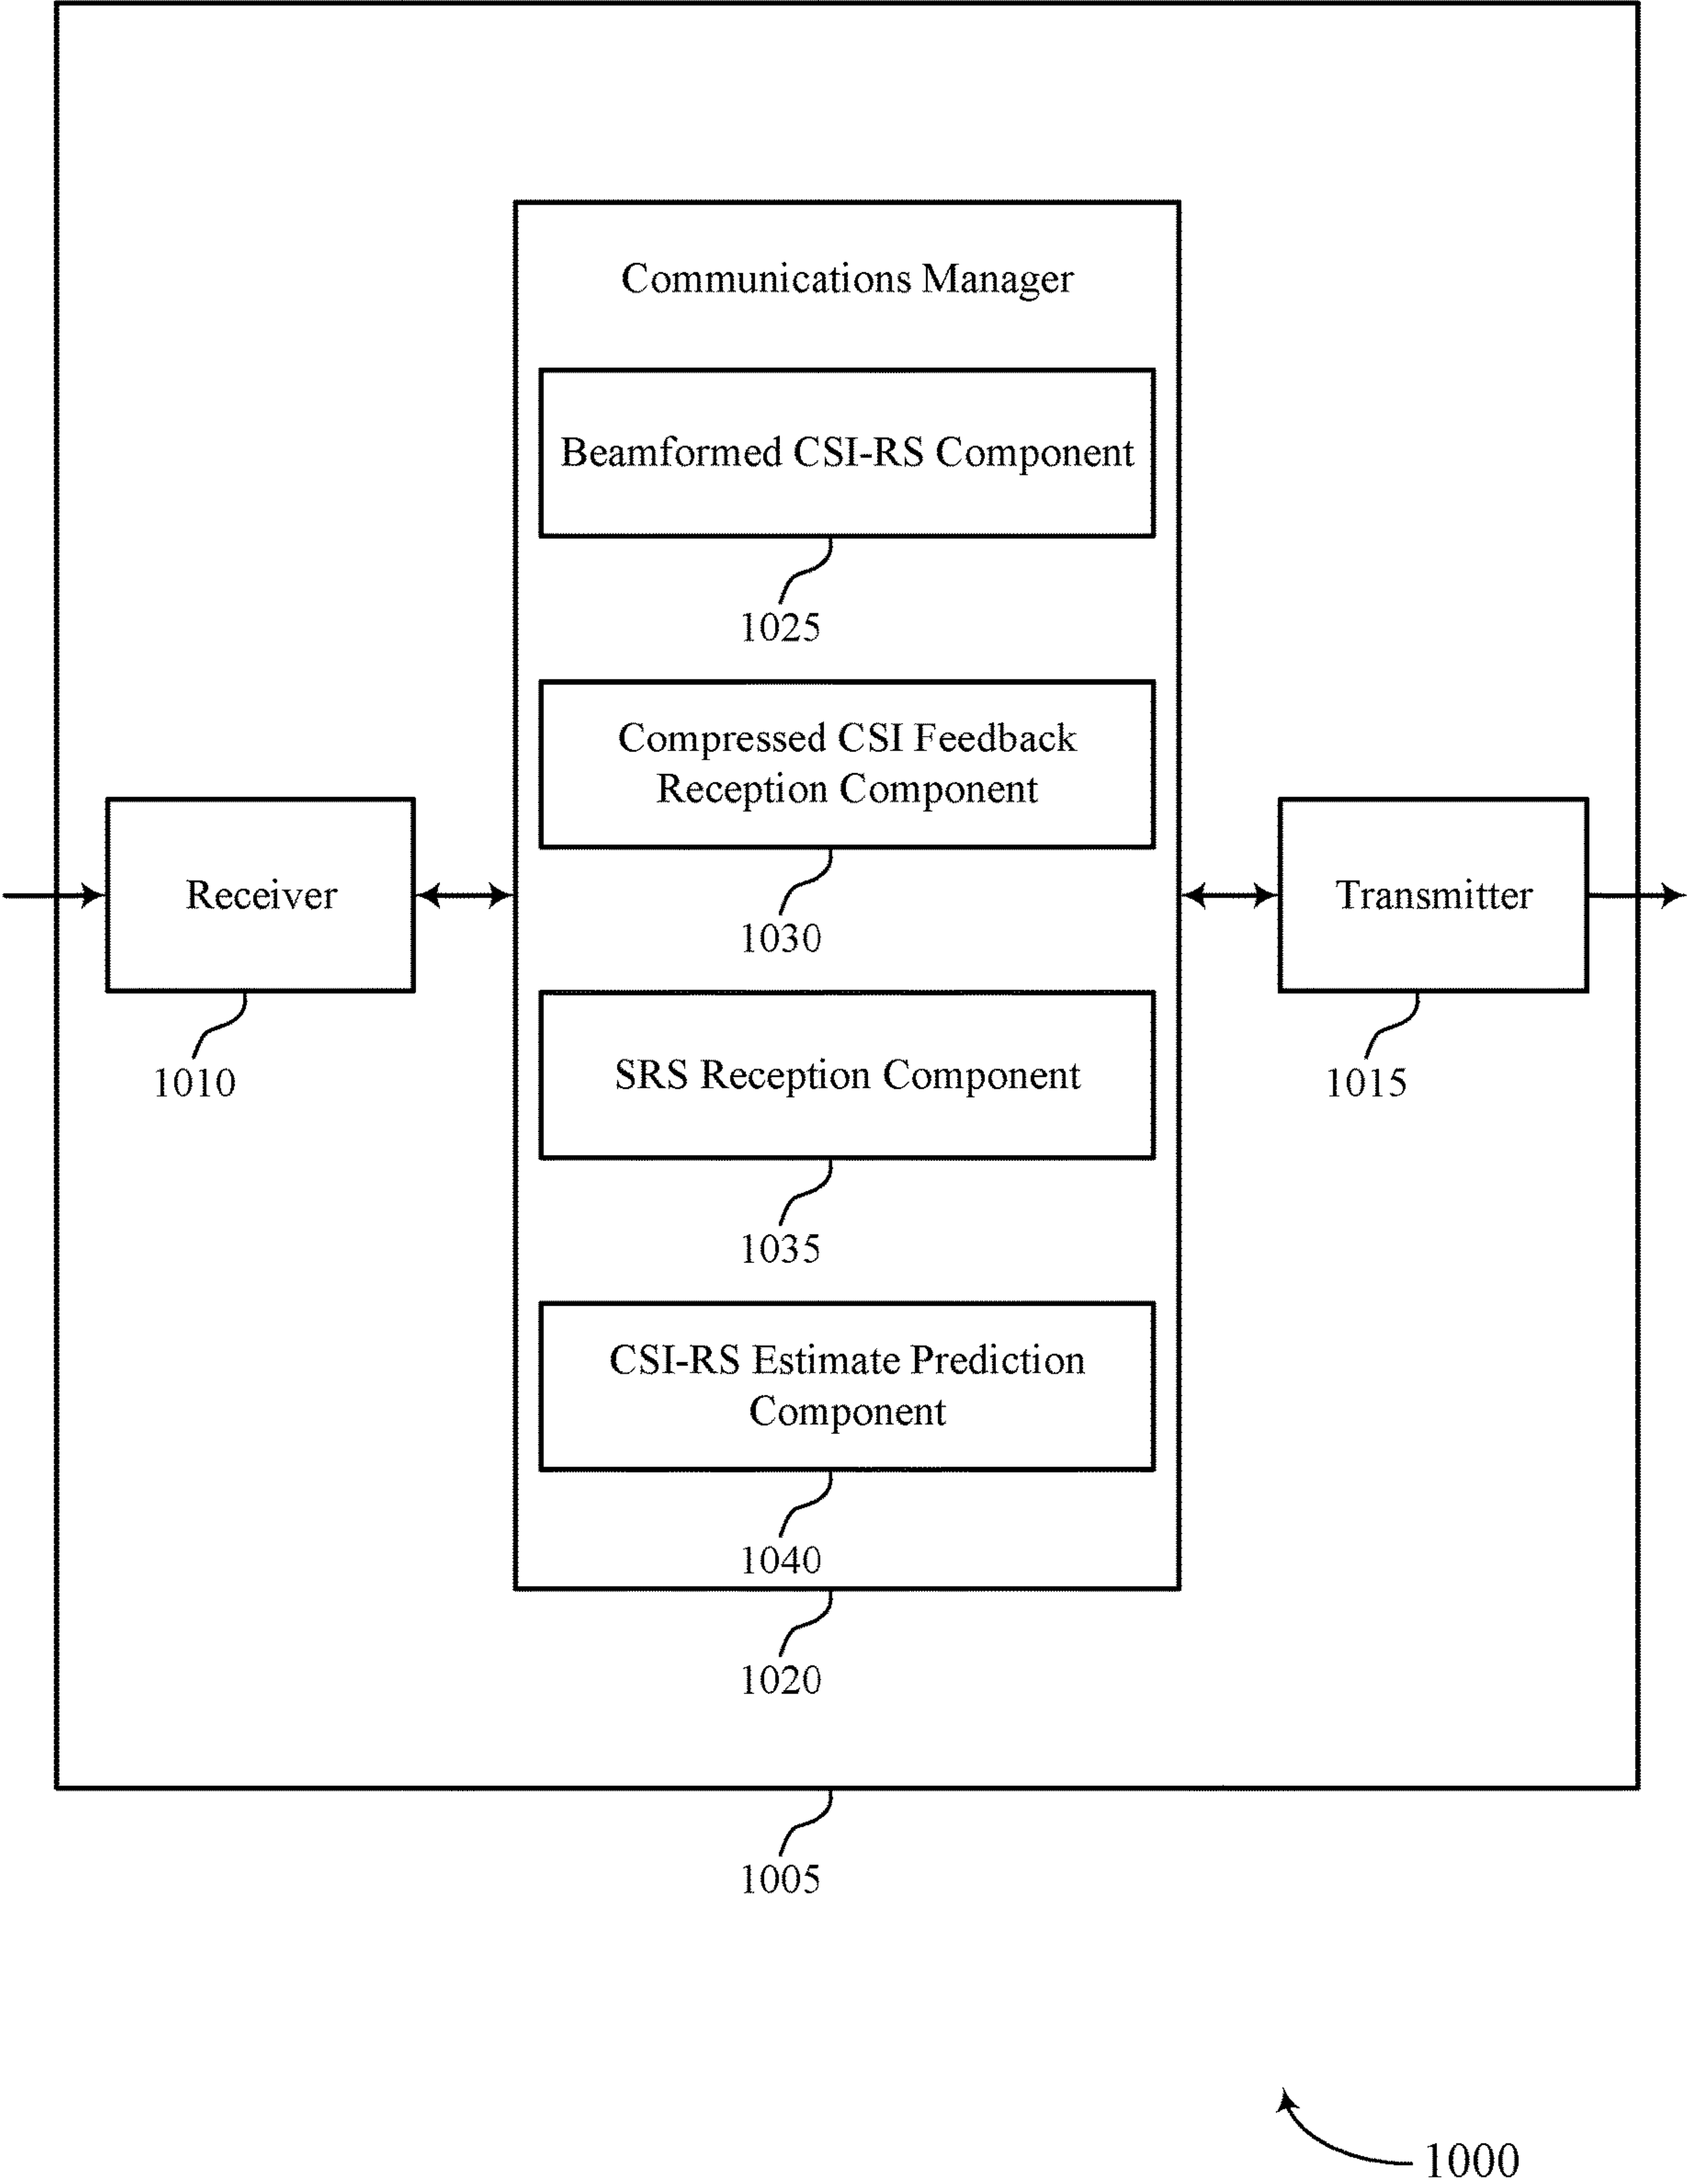 Communications Manager
Beamformed CSI-RS Component
1025
Compressed CSI Feedback
Reception Component
1030
Receiver
1010
Transmitter
1015
SRS Reception Component
1035
CSI-RS Estimate Prediction
Component
1040
1020
1005
1000